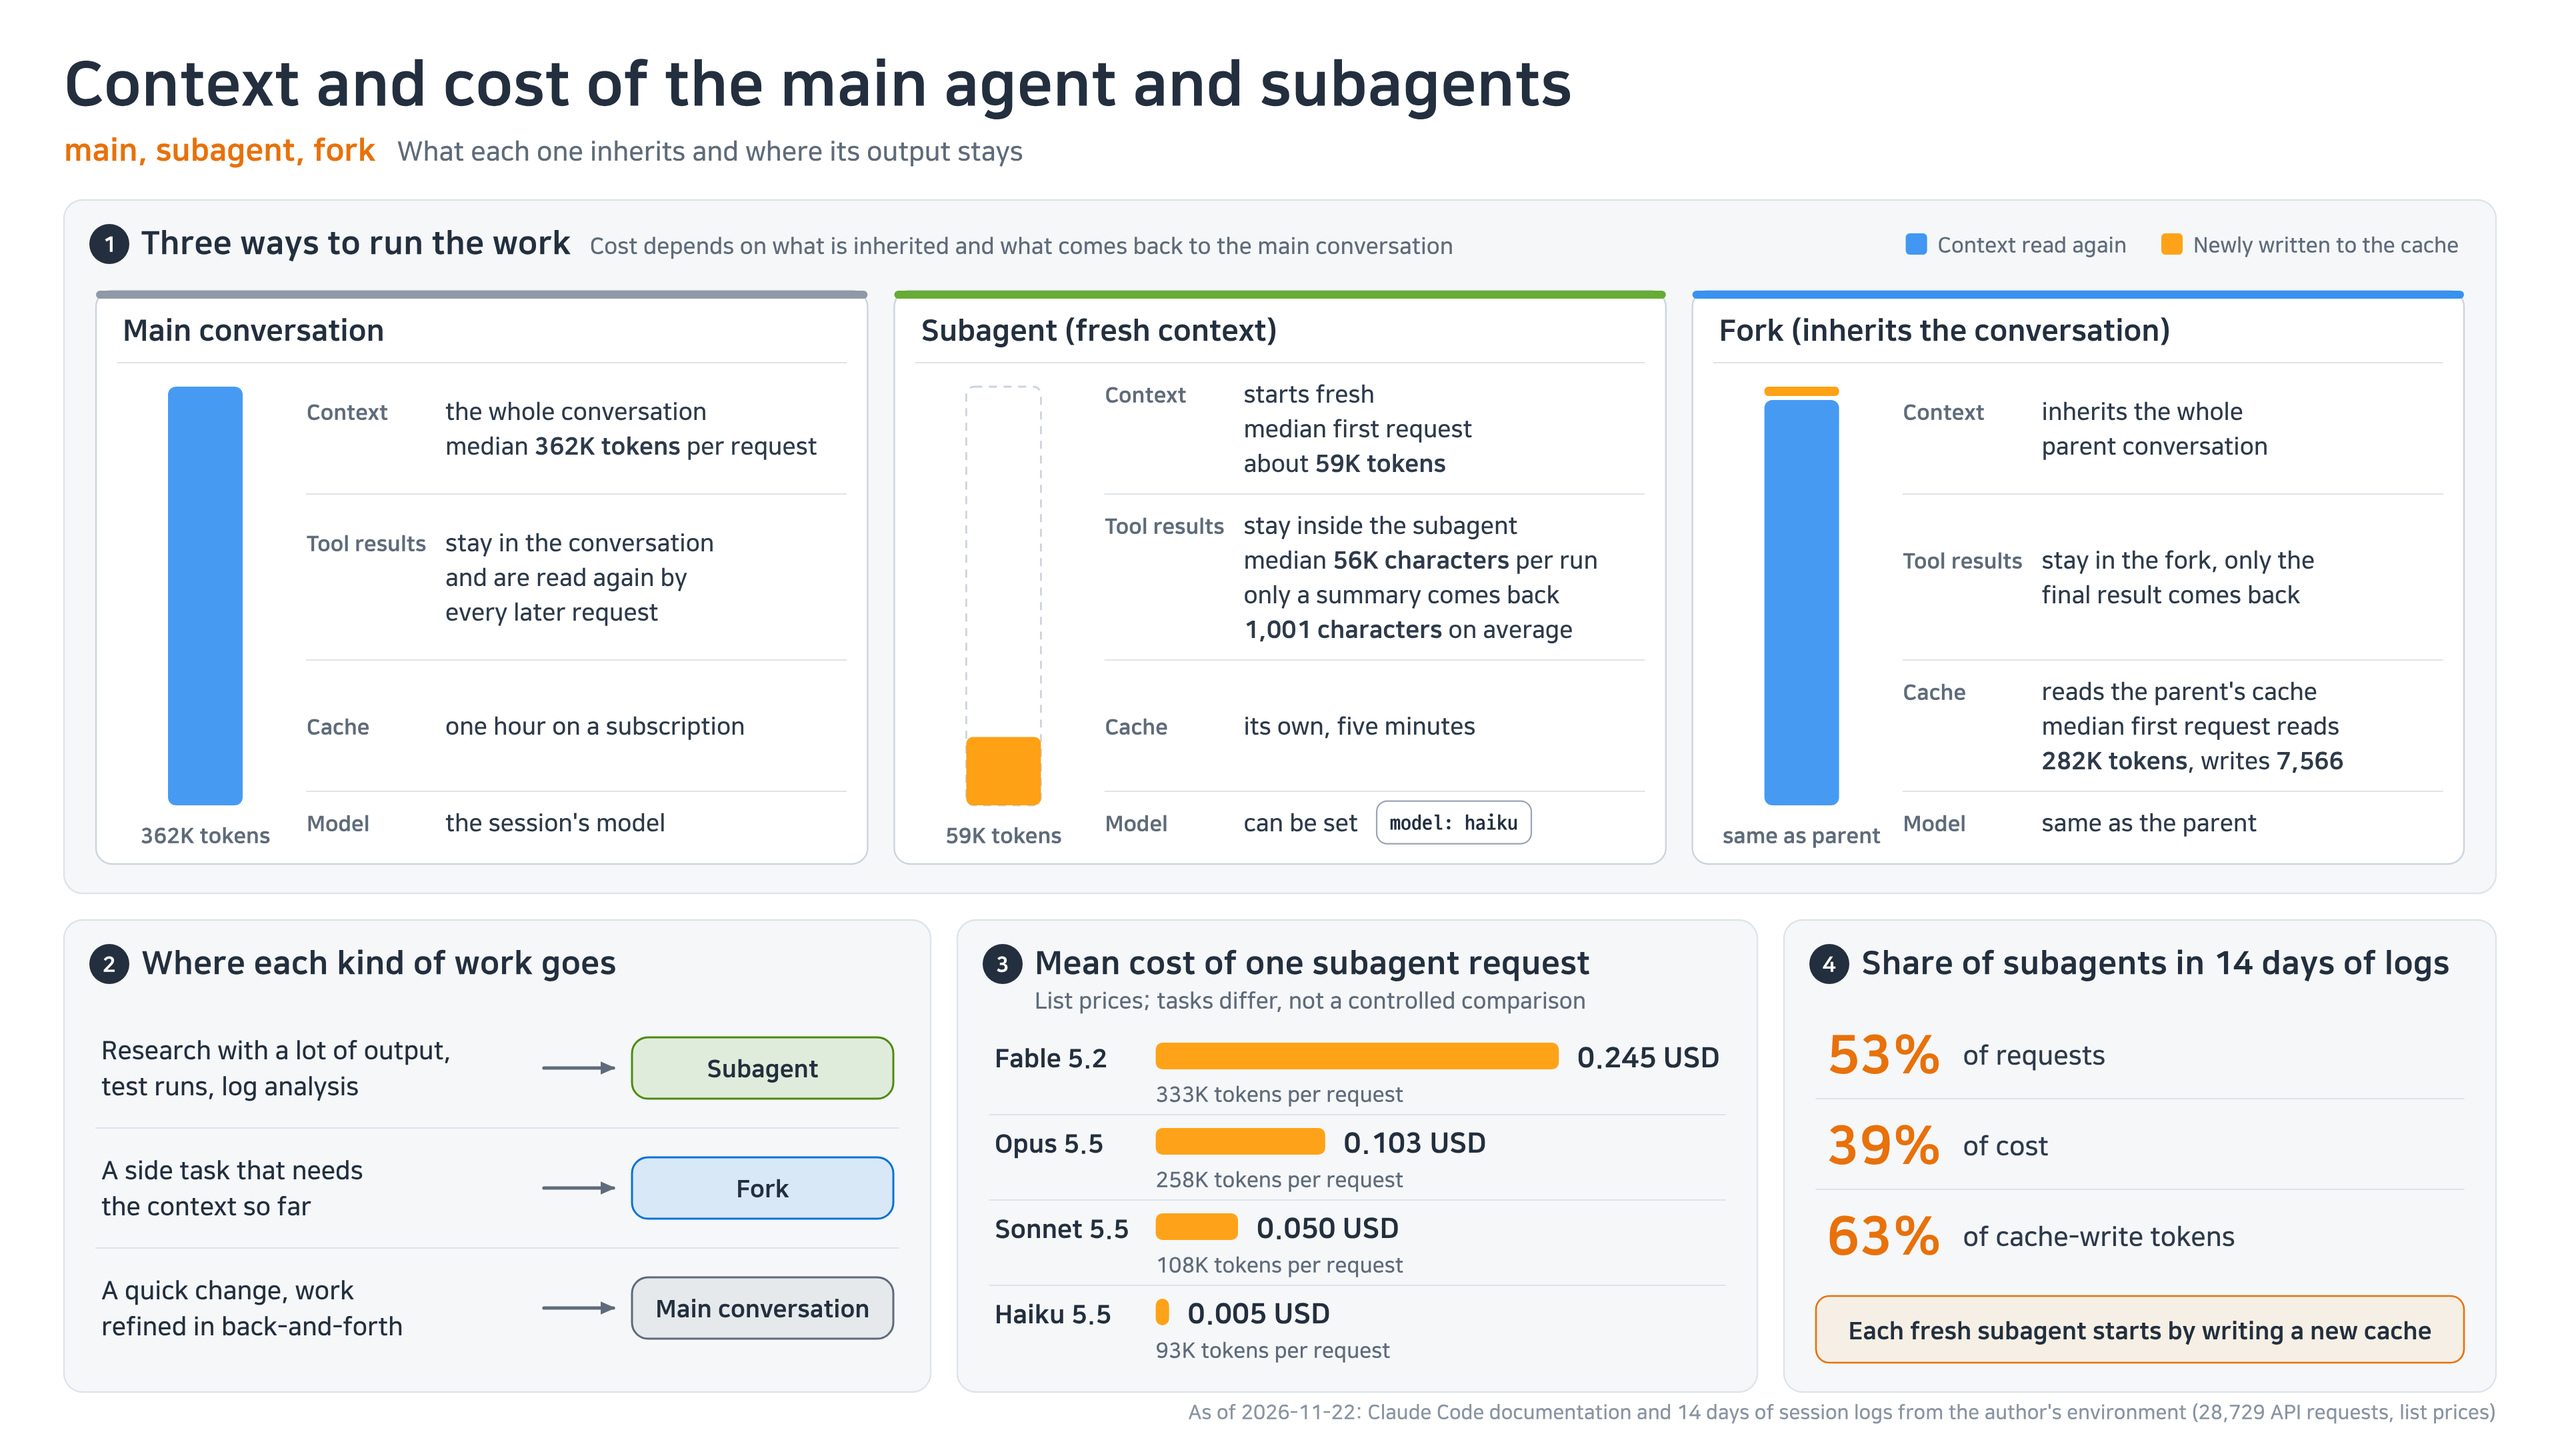 Context and cost of the main agent and subagents
main, subagent, fork What each one inherits and where its output stays
1 Three ways to run the work Cost depends on what is inherited and what comes back to the main conversation
Context read again Newly written to the cache
Main conversation
362K tokens
Context the whole conversation
median 362K tokens per request
Tool results stay in the conversation
and are read again by
every later request
Cache one hour on a subscription
Model the session's model
Subagent (fresh context)
59K tokens
Context starts fresh
median first request
about 59K tokens
Tool results stay inside the subagent
median 56K characters per run
only a summary comes back
1,001 characters on average
Cache its own, five minutes
Model can be set model: haiku
Fork (inherits the conversation)
same as parent
Context inherits the whole
parent conversation
Tool results stay in the fork, only the
final result comes back
Cache reads the parent's cache
median first request reads
282K tokens, writes 7,566
Model same as the parent
2 Where each kind of work goes
Research with a lot of output,
test runs, log analysis
Subagent
A side task that needs
the context so far
Fork
A quick change, work
refined in back-and-forth
Main conversation
3 Mean cost of one subagent request
List prices; tasks differ, not a controlled comparison
Fable 5.2 0.245 USD
333K tokens per request
Opus 5.5 0.103 USD
258K tokens per request
Sonnet 5.5 0.050 USD
108K tokens per request
Haiku 5.5 0.005 USD
93K tokens per request
4 Share of subagents in 14 days of logs
53% of requests
39% of cost
63% of cache-write tokens
Each fresh subagent starts by writing a new cache
As of 2026-11-22: Claude Code documentation and 14 days of session logs from the author's environment (28,729 API requests, list prices)